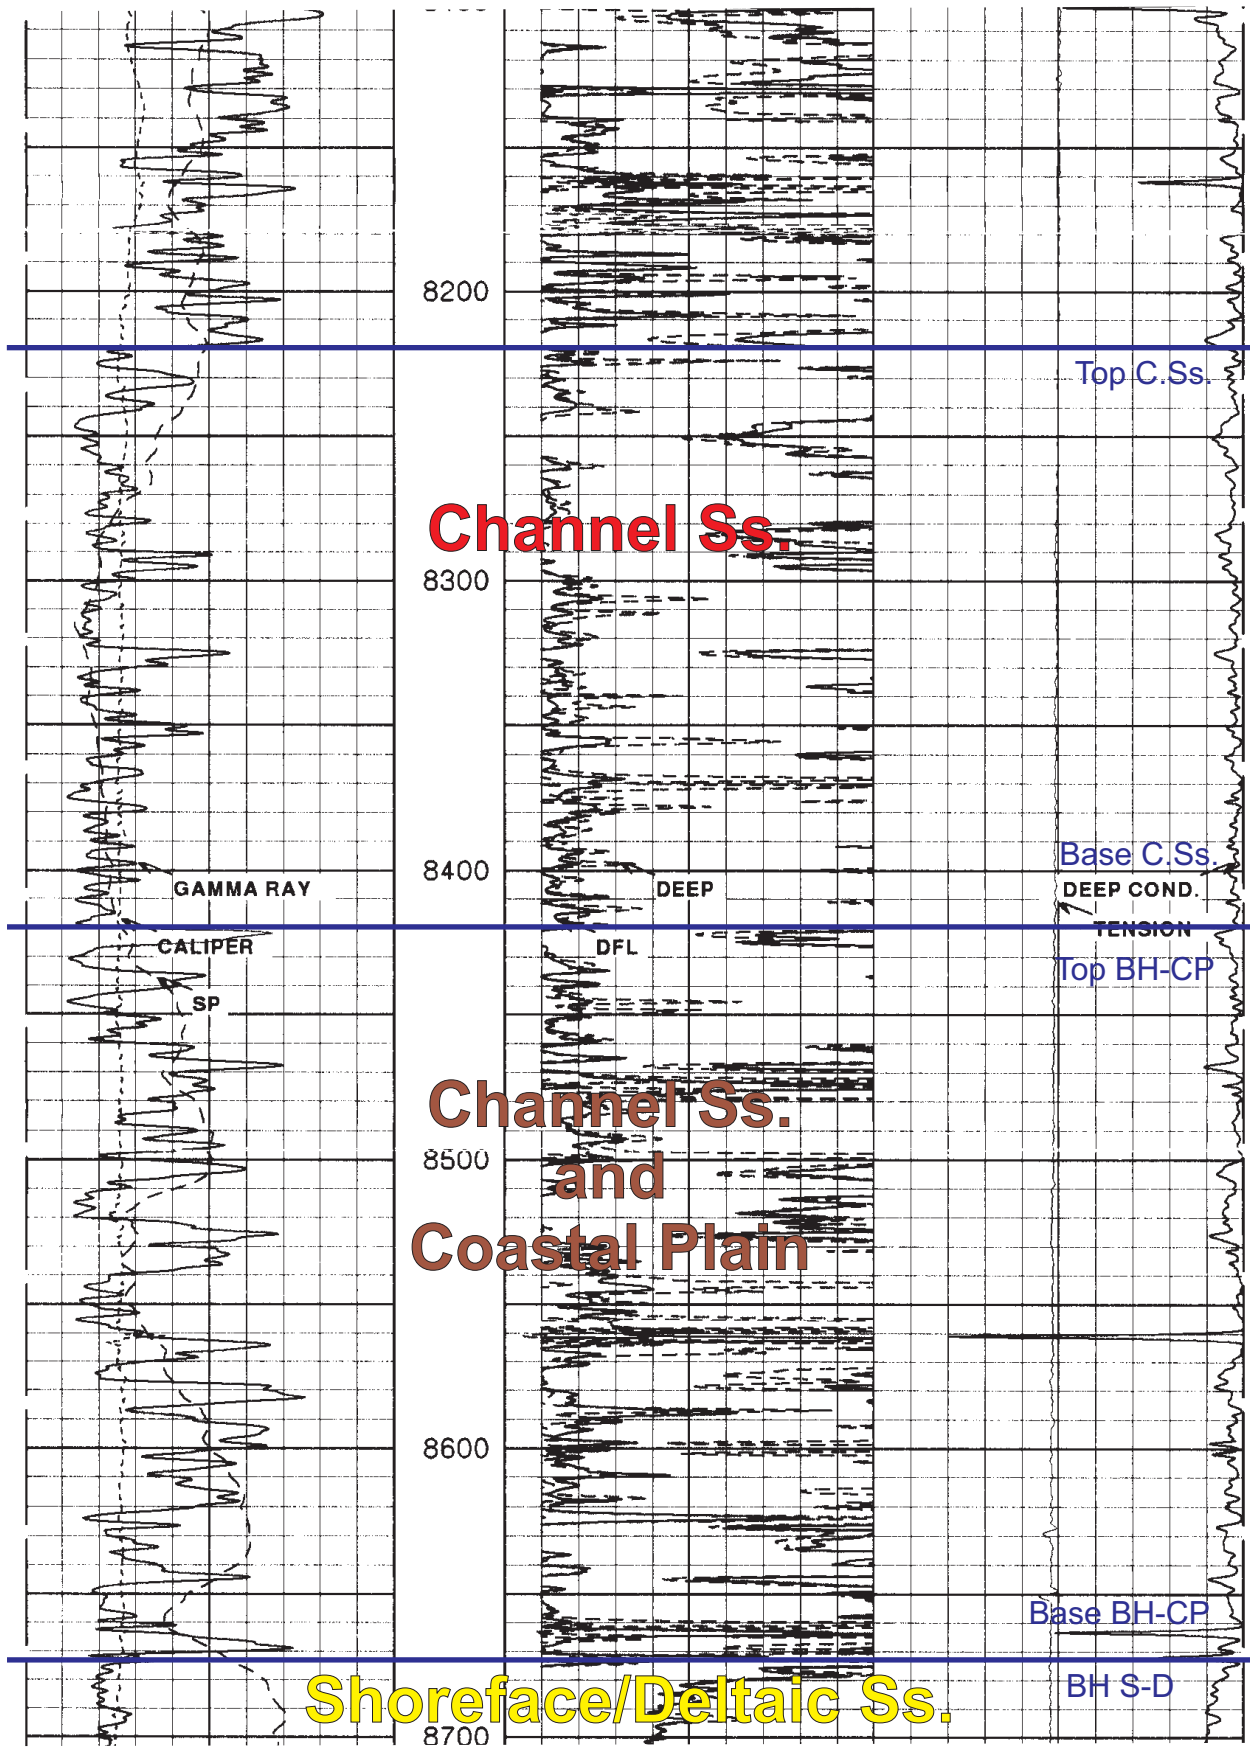 8200
Top C.Ss.
Channel Ss.
8300
Base C.Ss.
8400
GAMMA RAY
DEEP
DEEP COND.
TENSION
CALIPER
DFL
Top BH-CP
SP
Channel Ss.
and
8500
Coastal Plain
8600
Base BH-CP
BH S-D
Shoreface/Deltaic Ss.
8700